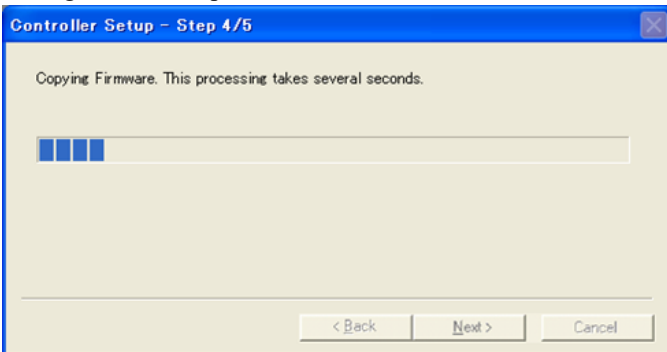 Controller Setup - Step 4/5
Copying Firmware. This processing takes several seconds.
< Back
Next >
Cancel